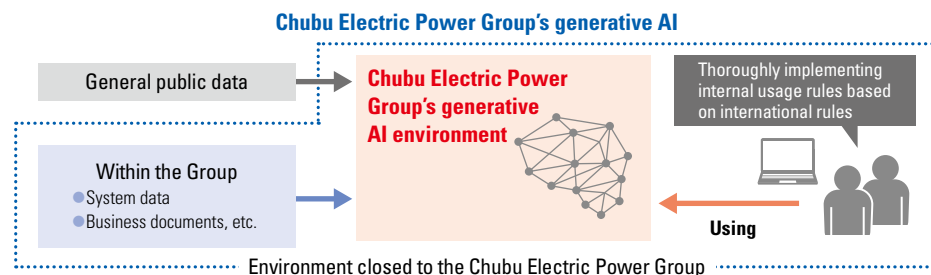 Chubu Electric Power Group's generative AI
General public data
Chubu Electric Power
Group's generative
AI environment
Thoroughly implementing
internal usage rules based
on international rules
Within the Group
●System data
●Business documents, etc.
Using
Environment closed to the Chubu Electric Power Group